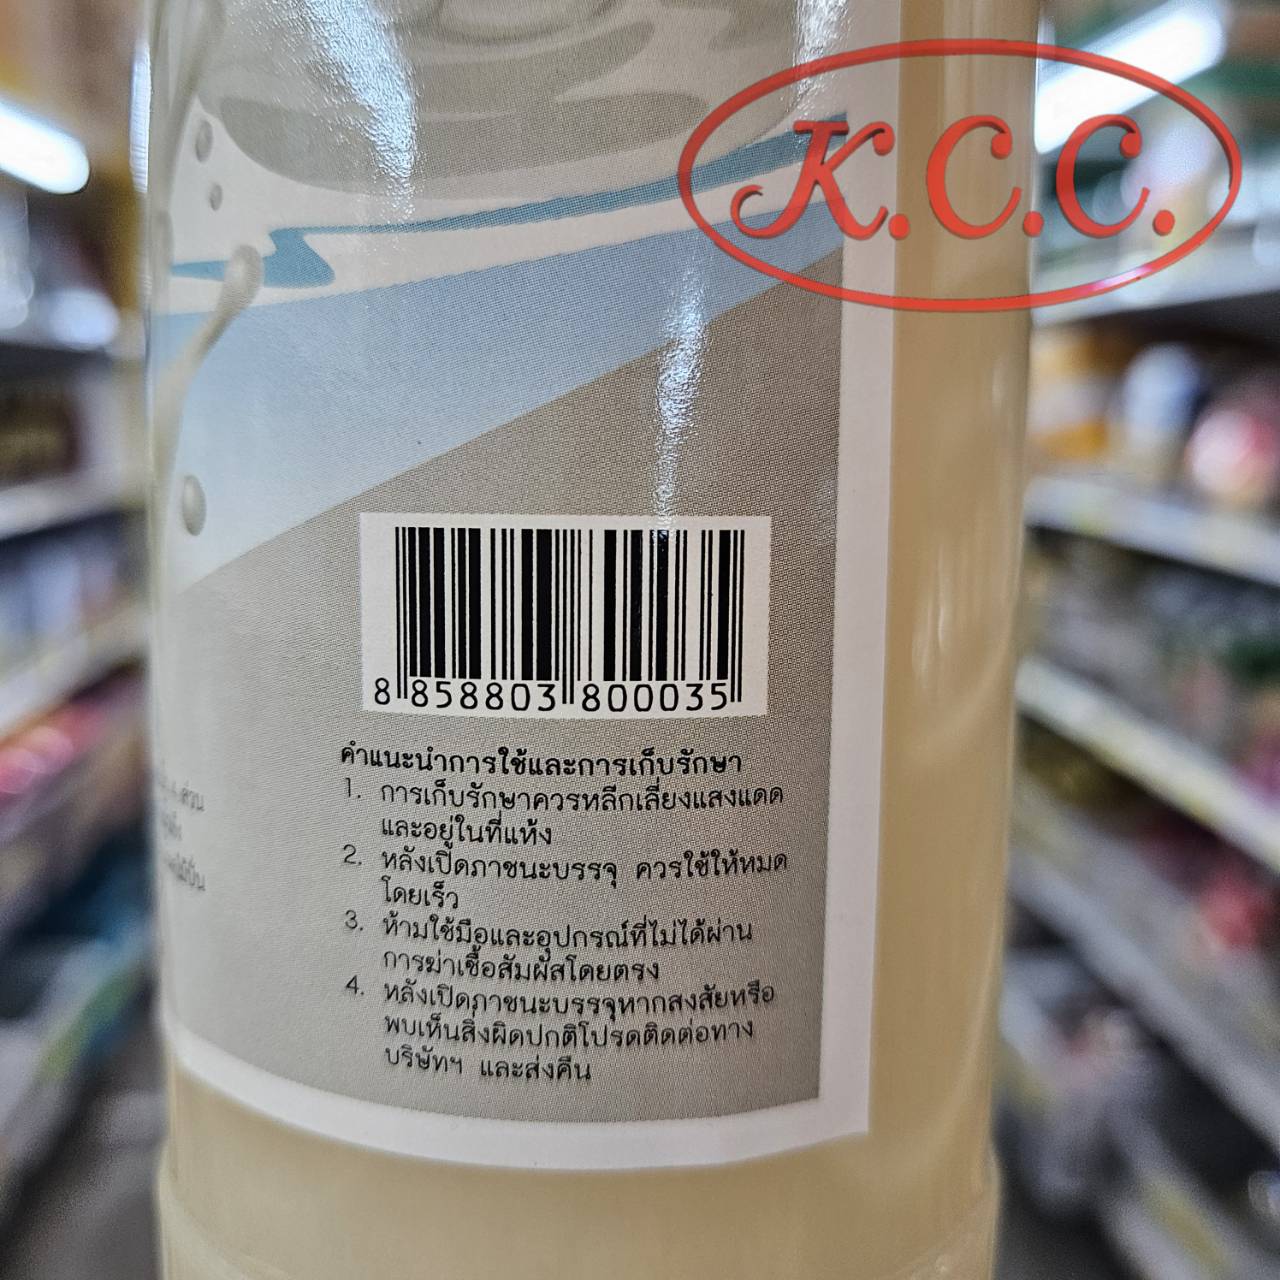 K.C.C.
8 858803 800035
คำแนะนำการใช้และการเก็บรักษา
1. การเก็บรักษาควรหลีกเลี่ยงแสงแดด
และอยู่ในที่แห้ง
2. หลังเปิดภาชนะบรรจุ ควรใช้ให้หมด
โดยเร็ว
3. ห้ามใช้มือและอุปกรณ์ที่ไม่ได้ผ่าน
การฆ่าเชื้อสัมผัสโดยตรง
4. หลังเปิดภาชนะบรรจุหากสงสัยหรือ
พบเห็นสิ่งผิดปกติโปรดติดต่อทาง
บริษัทฯ และส่งคืน